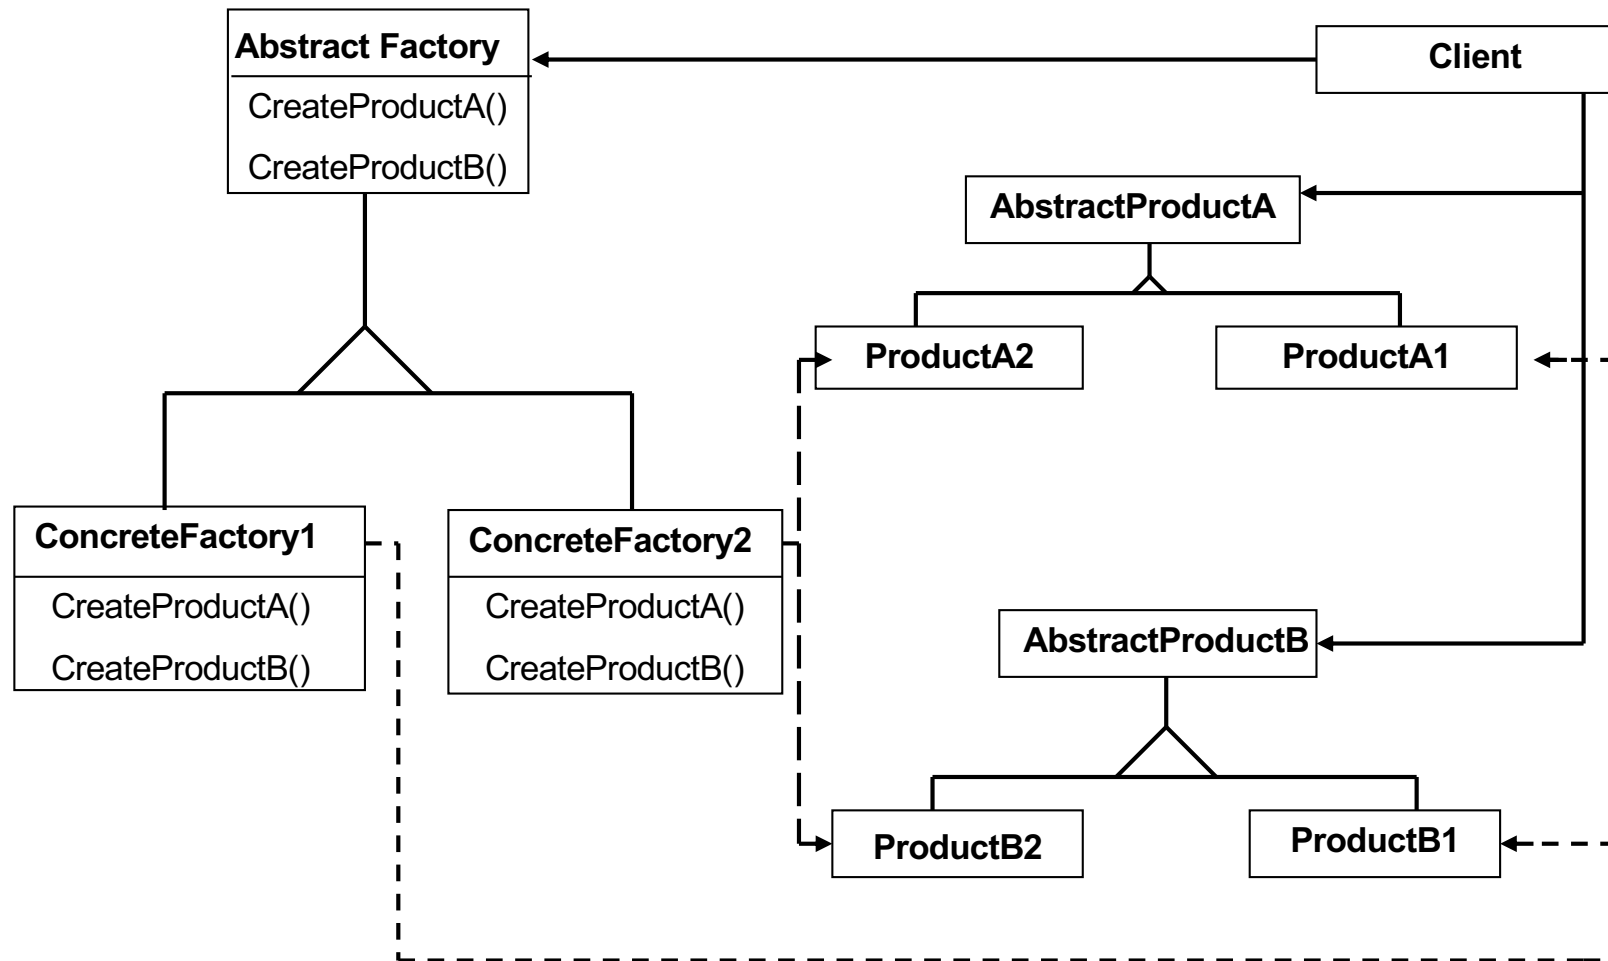 Abstract Factory
CreateProductA()
CreateProductB()
Client
AbstractProductA
ProductA2
ProductA1
ConcreteFactory1
CreateProductA()
CreateProductB()
ConcreteFactory2
CreateProductA()
CreateProductB()
AbstractProductB
ProductB2
ProductB1